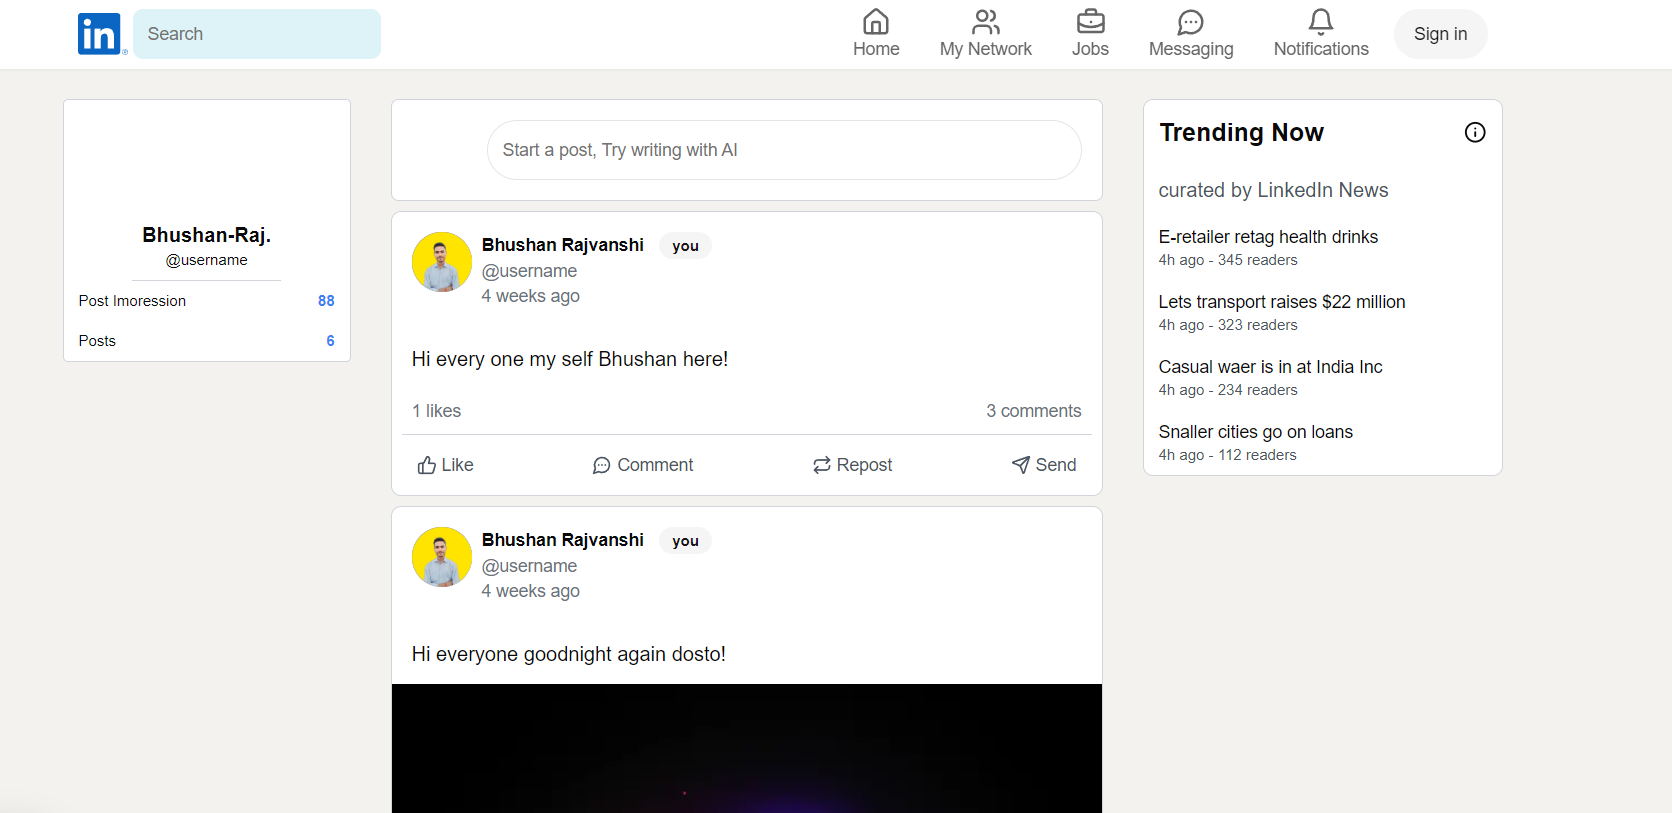 in
Search
Home
My Network
Jobs
Messaging
Notifications
Sign in
Bhushan-Raj.
@username
Post Imoression 88
Posts 6
Start a post, Try writing with AI
Bhushan Rajvanshi you
@username
4 weeks ago
Hi every one my self Bhushan here!
1 likes 3 comments
Like Comment Repost Send
Bhushan Rajvanshi you
@username
4 weeks ago
Hi everyone goodnight again dosto!
Trending Now
curated by LinkedIn News
E-retailer retag health drinks
4h ago - 345 readers
Lets transport raises $22 million
4h ago - 323 readers
Casual waer is in at India Inc
4h ago - 234 readers
Snaller cities go on loans
4h ago - 112 readers